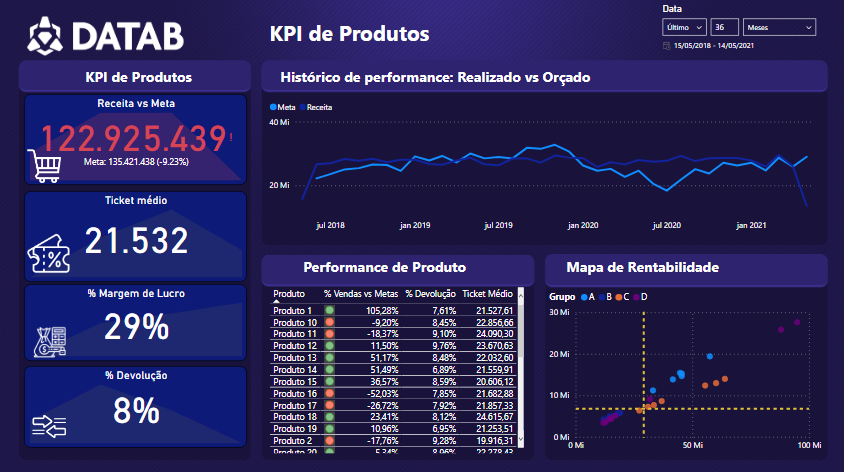 DATAB
KPI de Produtos
Data
Último 36 Meses
15/05/2018 - 14/05/2021
KPI de Produtos
Receita vs Meta
122.925.439!
Meta: 135.421.438 (-9.23%)
Ticket médio
21.532
% Margem de Lucro
29%
% Devolução
8%
Histórico de performance: Realizado vs Orçado
Meta Receita
40 Mi
20 Mi
jul 2018 jan 2019 jul 2019 jan 2020 jul 2020 jan 2021
Performance de Produto
Produto % Vendas vs Metas % Devolução Ticket Médio
Produto 1 105,28% 7,61% 21.527,61
Produto 10 -9,20% 8,45% 22.856,66
Produto 11 -18,37% 9,10% 24.090,30
Produto 12 11,50% 9,76% 23.670,63
Produto 13 51,17% 8,48% 22.032,60
Produto 14 51,49% 6,89% 21.559,91
Produto 15 36,57% 8,59% 20.606,12
Produto 16 -52,03% 7,85% 21.682,88
Produto 17 -26,72% 7,92% 21.857,33
Produto 18 23,41% 8,12% 24.615,67
Produto 19 10,96% 6,95% 21.253,51
Produto 2 -17,76% 9,28% 19.916,31
Produto 20
Mapa de Rentabilidade
Grupo A B C D
30 Mi
20 Mi
10 Mi
0 Mi
0 Mi 50 Mi 100 Mi